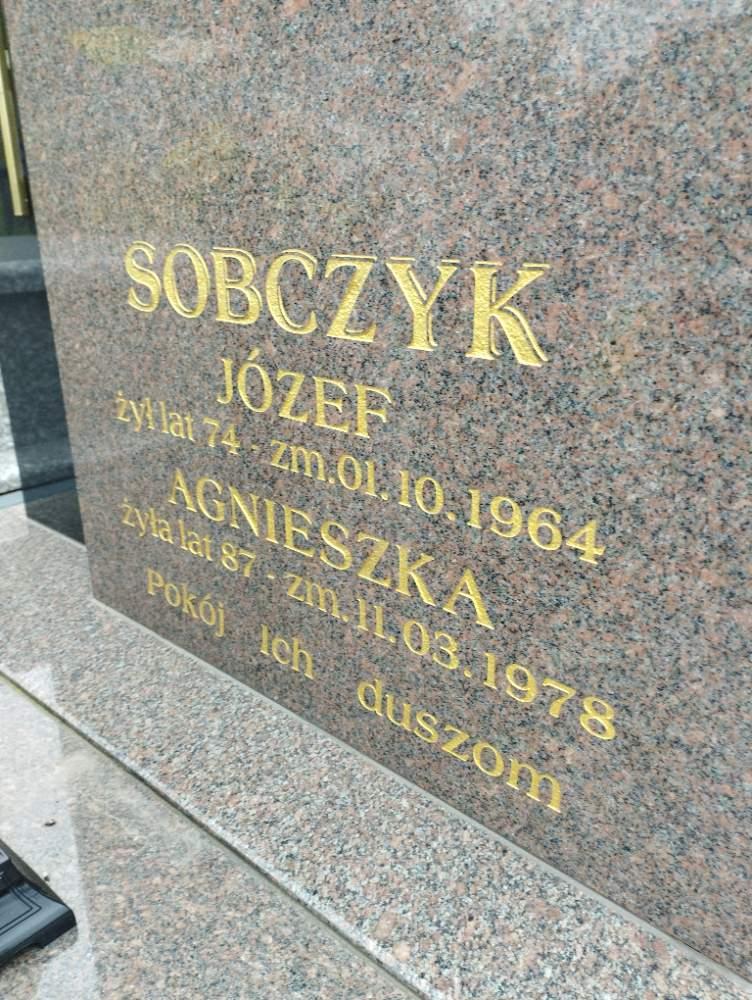 SOBCZYK
JÓZEF
żył lat 74 - zm.01.10.1964
AGNIESZKA
żyła lat 87 - zm.11.03.1978
Pokój Ich duszom